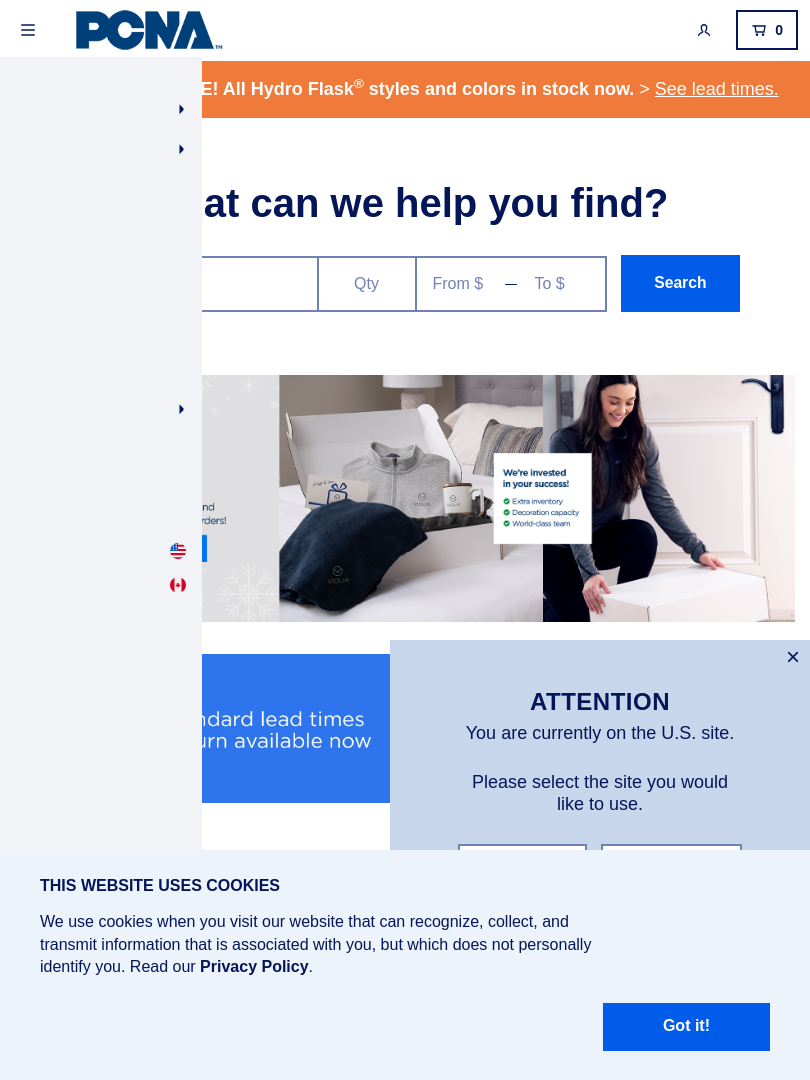 PCNA™
0
E! All Hydro Flask® styles and colors in stock now. > See lead times.
at can we help you find?
Qty
From $ — To $
Search
nd
rders!
VIOLIA
VIOLIA
VIOLIA
We're invested
in your success!
Extra inventory
Decoration capacity
World-class team
ndard lead times
urn available now
ATTENTION
You are currently on the U.S. site.
Please select the site you would
like to use.
THIS WEBSITE USES COOKIES
We use cookies when you visit our website that can recognize, collect, and
transmit information that is associated with you, but which does not personally
identify you. Read our Privacy Policy.
Got it!